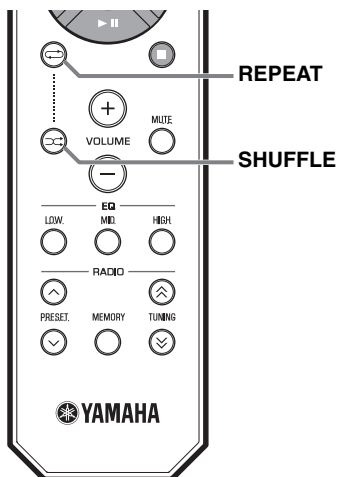 REPEAT
MUTE
VOLUME
SHUFFLE
EQ
LOW
MID
HIGH
RADIO
PRESET
MEMORY
TUNING
YAMAHA